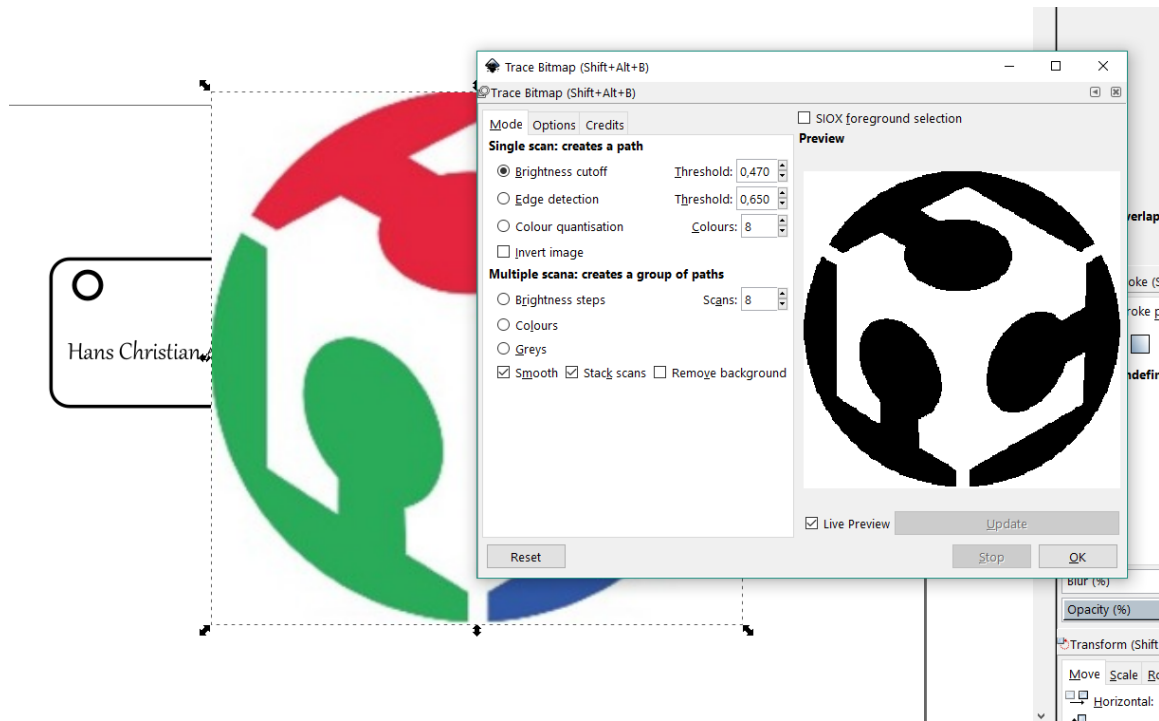 Trace Bitmap (Shift+Alt+B)
Trace Bitmap (Shift+Alt+B)
Mode Options Credits
SIOX foreground selection
Single scan: creates a path
Preview
Brightness cutoff Threshold: 0,470
Edge detection Threshold: 0,650
Colour quantisation Colours: 8
Invert image
Multiple scana: creates a group of paths
Brightness steps Scans: 8
Colours
Greys
Smooth Stack scans Remove background
Live Preview Update
Reset Stop OK
Hans Christian
Blur (%)
Opacity (%)
Transform (Shift
Move Scale
Horizontal: